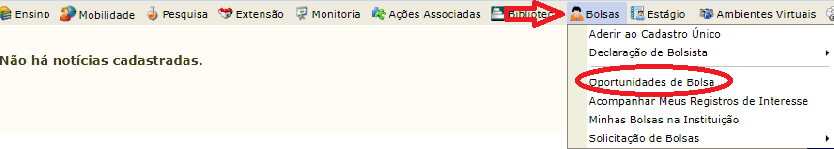 Ensino Mobilidade Pesquisa Extensão Monitoria Ações Associadas Bibliotec Bolsas Estágio Ambientes Virtuais
Não há notícias cadastradas.
Aderir ao Cadastro Único
Declaração de Bolsista
Oportunidades de Bolsa
Acompanhar Meus Registros de Interesse
Minhas Bolsas na Instituição
Solicitação de Bolsas